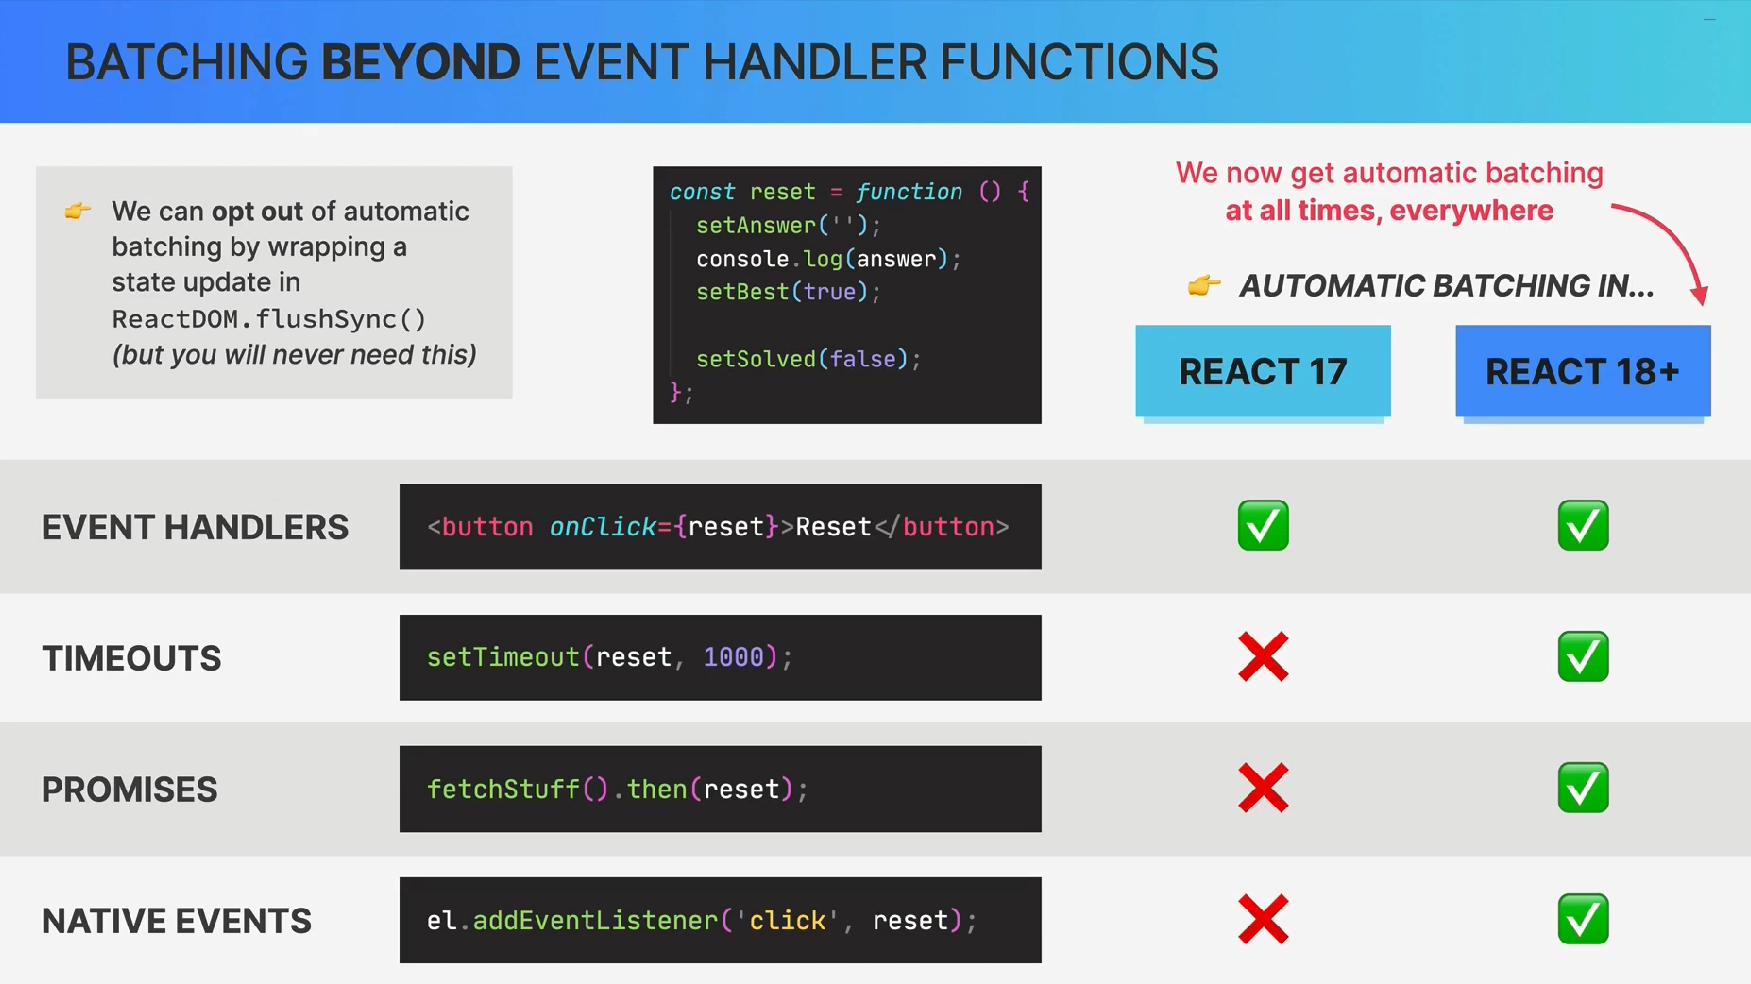 BATCHING BEYOND EVENT HANDLER FUNCTIONS
👉 We can opt out of automatic
batching by wrapping a
state update in
ReactDOM.flushSync()
(but you will never need this)
const reset = function () {
setAnswer('');
console.log(answer);
setBest(true);
setSolved(false);
};
We now get automatic batching
at all times, everywhere
👉 AUTOMATIC BATCHING IN...
REACT 17
REACT 18+
EVENT HANDLERS
<button onClick={reset}>Reset</button>
✅ ✅
TIMEOUTS
setTimeout(reset, 1000);
❌ ✅
PROMISES
fetchStuff().then(reset);
❌ ✅
NATIVE EVENTS
el.addEventListener('click', reset);
❌ ✅